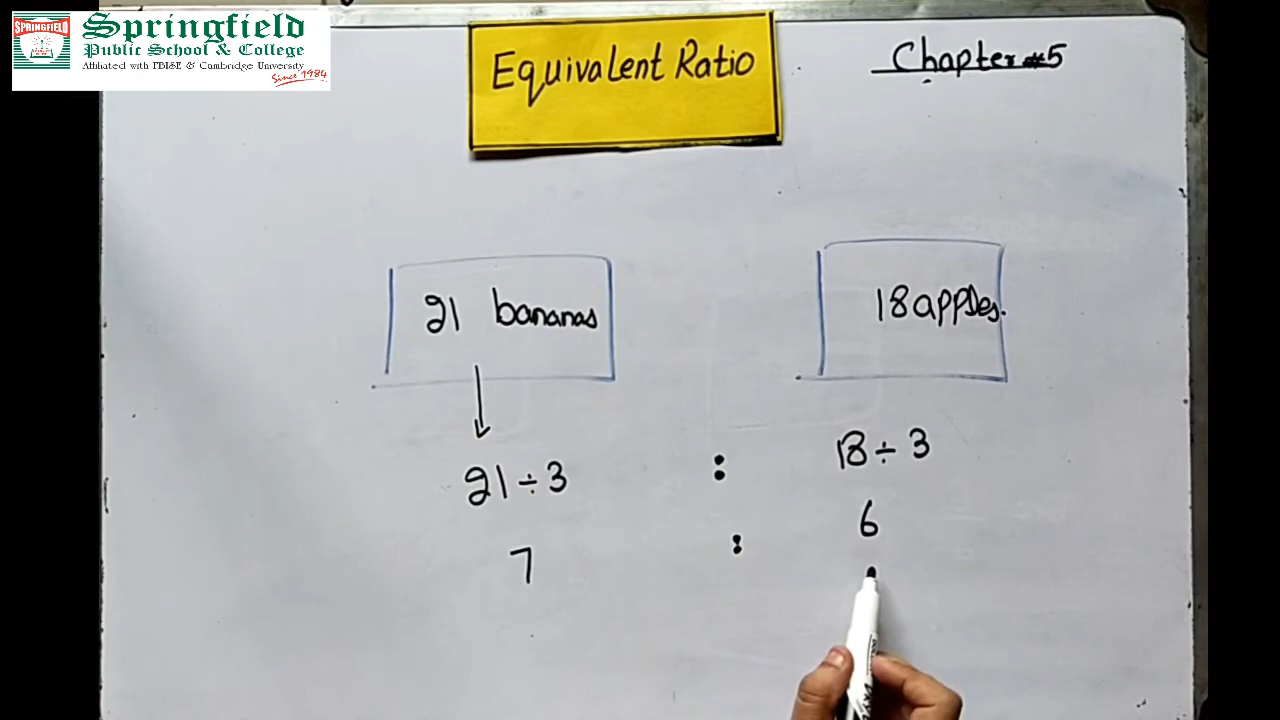 SPRINGFIELD
Springfield
Public School & College
Affiliated with FBISE & Cambridge University
Since 1984
Equivalent Ratio
Chapter #5
21 bananas
18 apples.
21 ÷ 3 : 18 ÷ 3
7 : 6